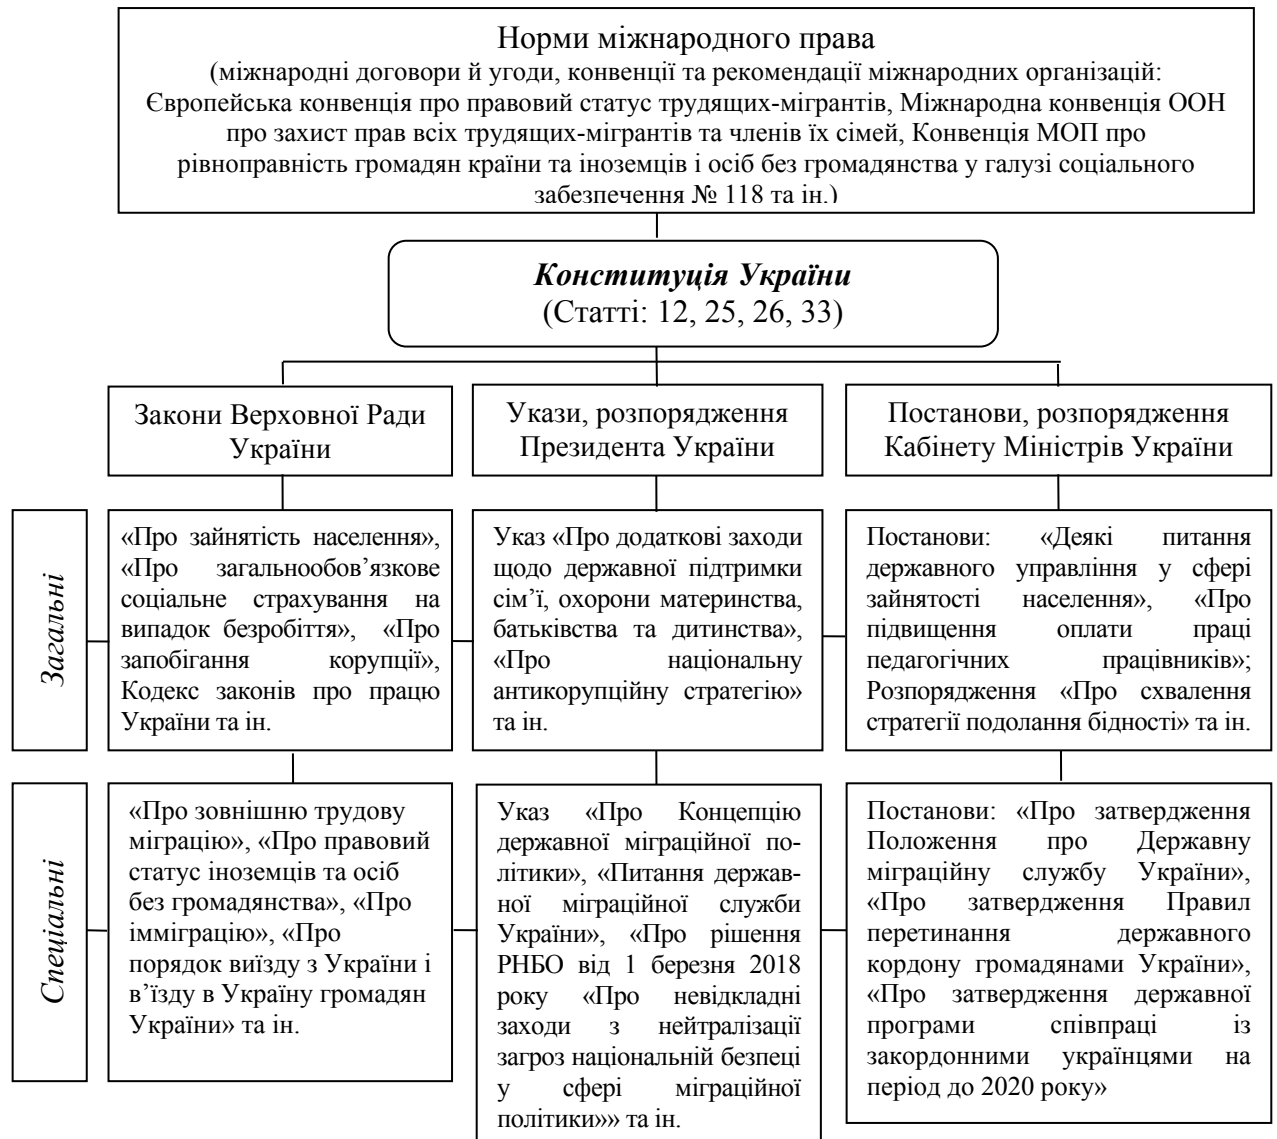 Норми міжнародного права
(міжнародні договори й угоди, конвенції та рекомендації міжнародних організацій:
Європейська конвенція про правовий статус трудящих-мігрантів, Міжнародна конвенція ООН
про захист прав всіх трудящих-мігрантів та членів їх сімей, Конвенція МОП про
рівноправність громадян країни та іноземців і осіб без громадянства у галузі соціального
забезпечення № 118 та ін.)
Конституція України
(Статті: 12, 25, 26, 33)
Закони Верховної Ради
України
Укази, розпорядження
Президента України
Постанови, розпорядження
Кабінету Міністрів України
Загальні
«Про зайнятість населення»,
«Про загальнообов’язкове
соціальне страхування на
випадок безробіття», «Про
запобігання корупції»,
Кодекс законів про працю
України та ін.
Указ «Про додаткові заходи
щодо державної підтримки
сім’ї, охорони материнства,
батьківства та дитинства»,
«Про національну
антикорупційну стратегію»
та ін.
Постанови: «Деякі питання
державного управління у сфері
зайнятості населення», «Про
підвищення оплати праці
педагогічних працівників»;
Розпорядження «Про схвалення
стратегії подолання бідності» та ін.
Спеціальні
«Про зовнішню трудову
міграцію», «Про правовий
статус іноземців та осіб
без громадянства», «Про
імміграцію», «Про
порядок виїзду з України і
в’їзду в Україну громадян
України» та ін.
Указ «Про Концепцію
державної міграційної по-
літики», «Питання держав-
ної міграційної служби
України», «Про рішення
РНБО від 1 березня 2018
року «Про невідкладні
заходи з нейтралізації
загроз національній безпеці
у сфері міграційної
політики»» та ін.
Постанови: «Про затвердження
Положення про Державну
міграційну службу України»,
«Про затвердження Правил
перетинання державного
кордону громадянами України»,
«Про затвердження державної
програми співпраці із
закордонними українцями на
період до 2020 року»